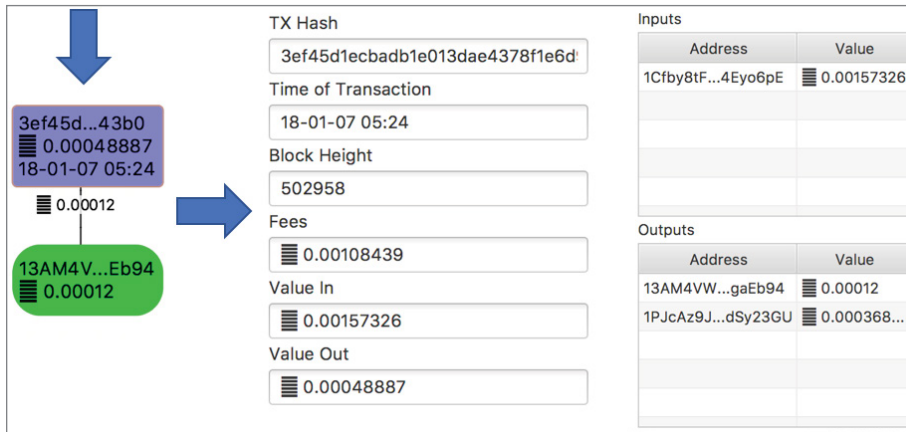 3ef45d...43b0
0.00048887
18-01-07 05:24
0.00012
13AM4V...Eb94
0.00012
TX Hash
3ef45d1ecbadb1e013dae4378f1e6d
Time of Transaction
18-01-07 05:24
Block Height
502958
Fees
0.00108439
Value In
0.00157326
Value Out
0.00048887
Inputs
Address Value
1Cfby8tF...4Eyo6pE 0.00157326
Outputs
Address Value
13AM4VW...gaEb94 0.00012
1PJcAz9J...dSy23GU 0.000368...